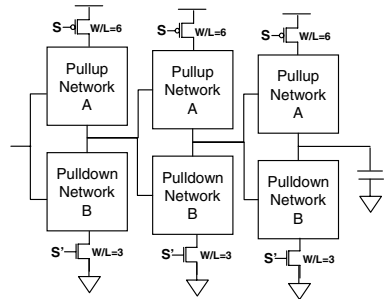 S W/L=6
S W/L=6
S W/L=6
Pullup
Network
A
Pullup
Network
A
Pullup
Network
A
Pulldown
Network
B
Pulldown
Network
B
Pulldown
Network
B
S' W/L=3
S' W/L=3
S' W/L=3